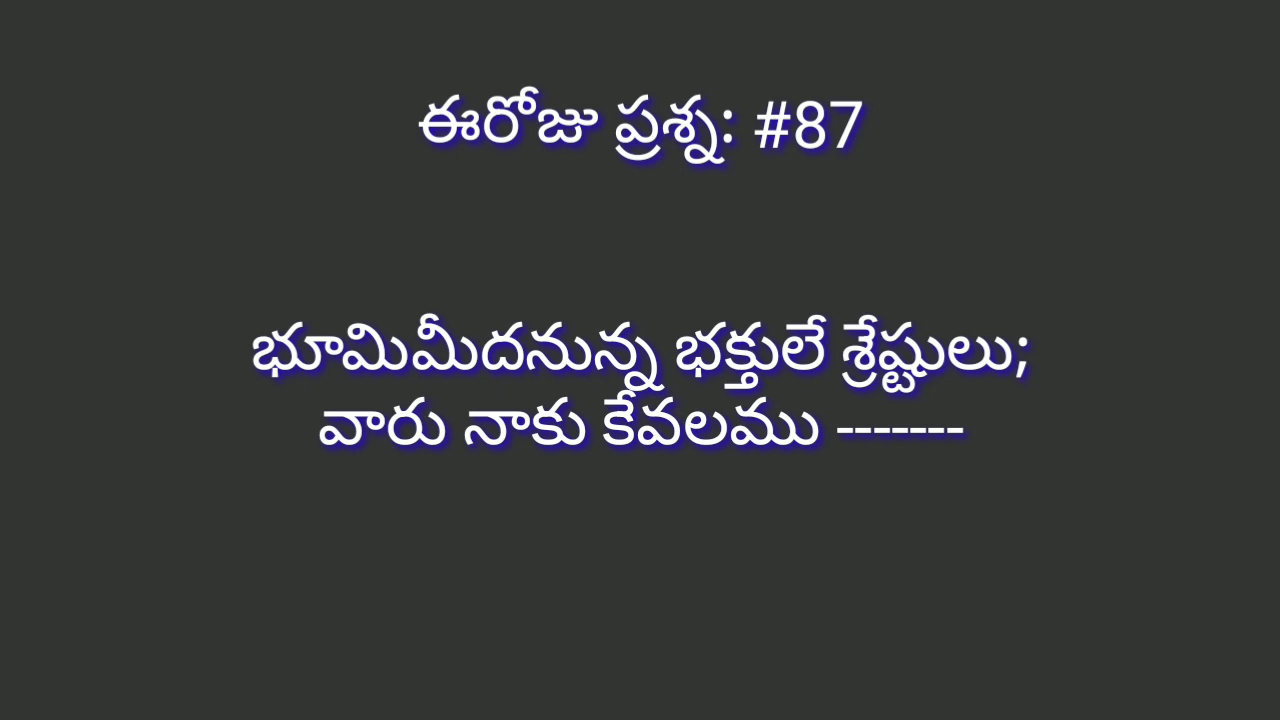 ఈరోజు ప్రశ్న: #87
భూమిమీదనున్న భక్తులే శ్రేష్టులు;
వారు నాకు కేవలము -------